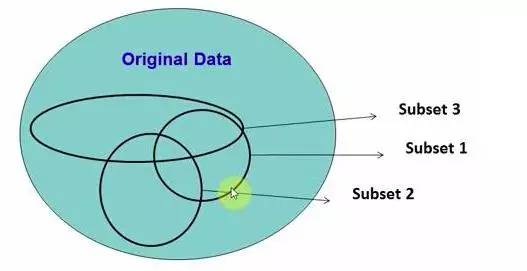 Original Data
Subset 3
Subset 1
Subset 2